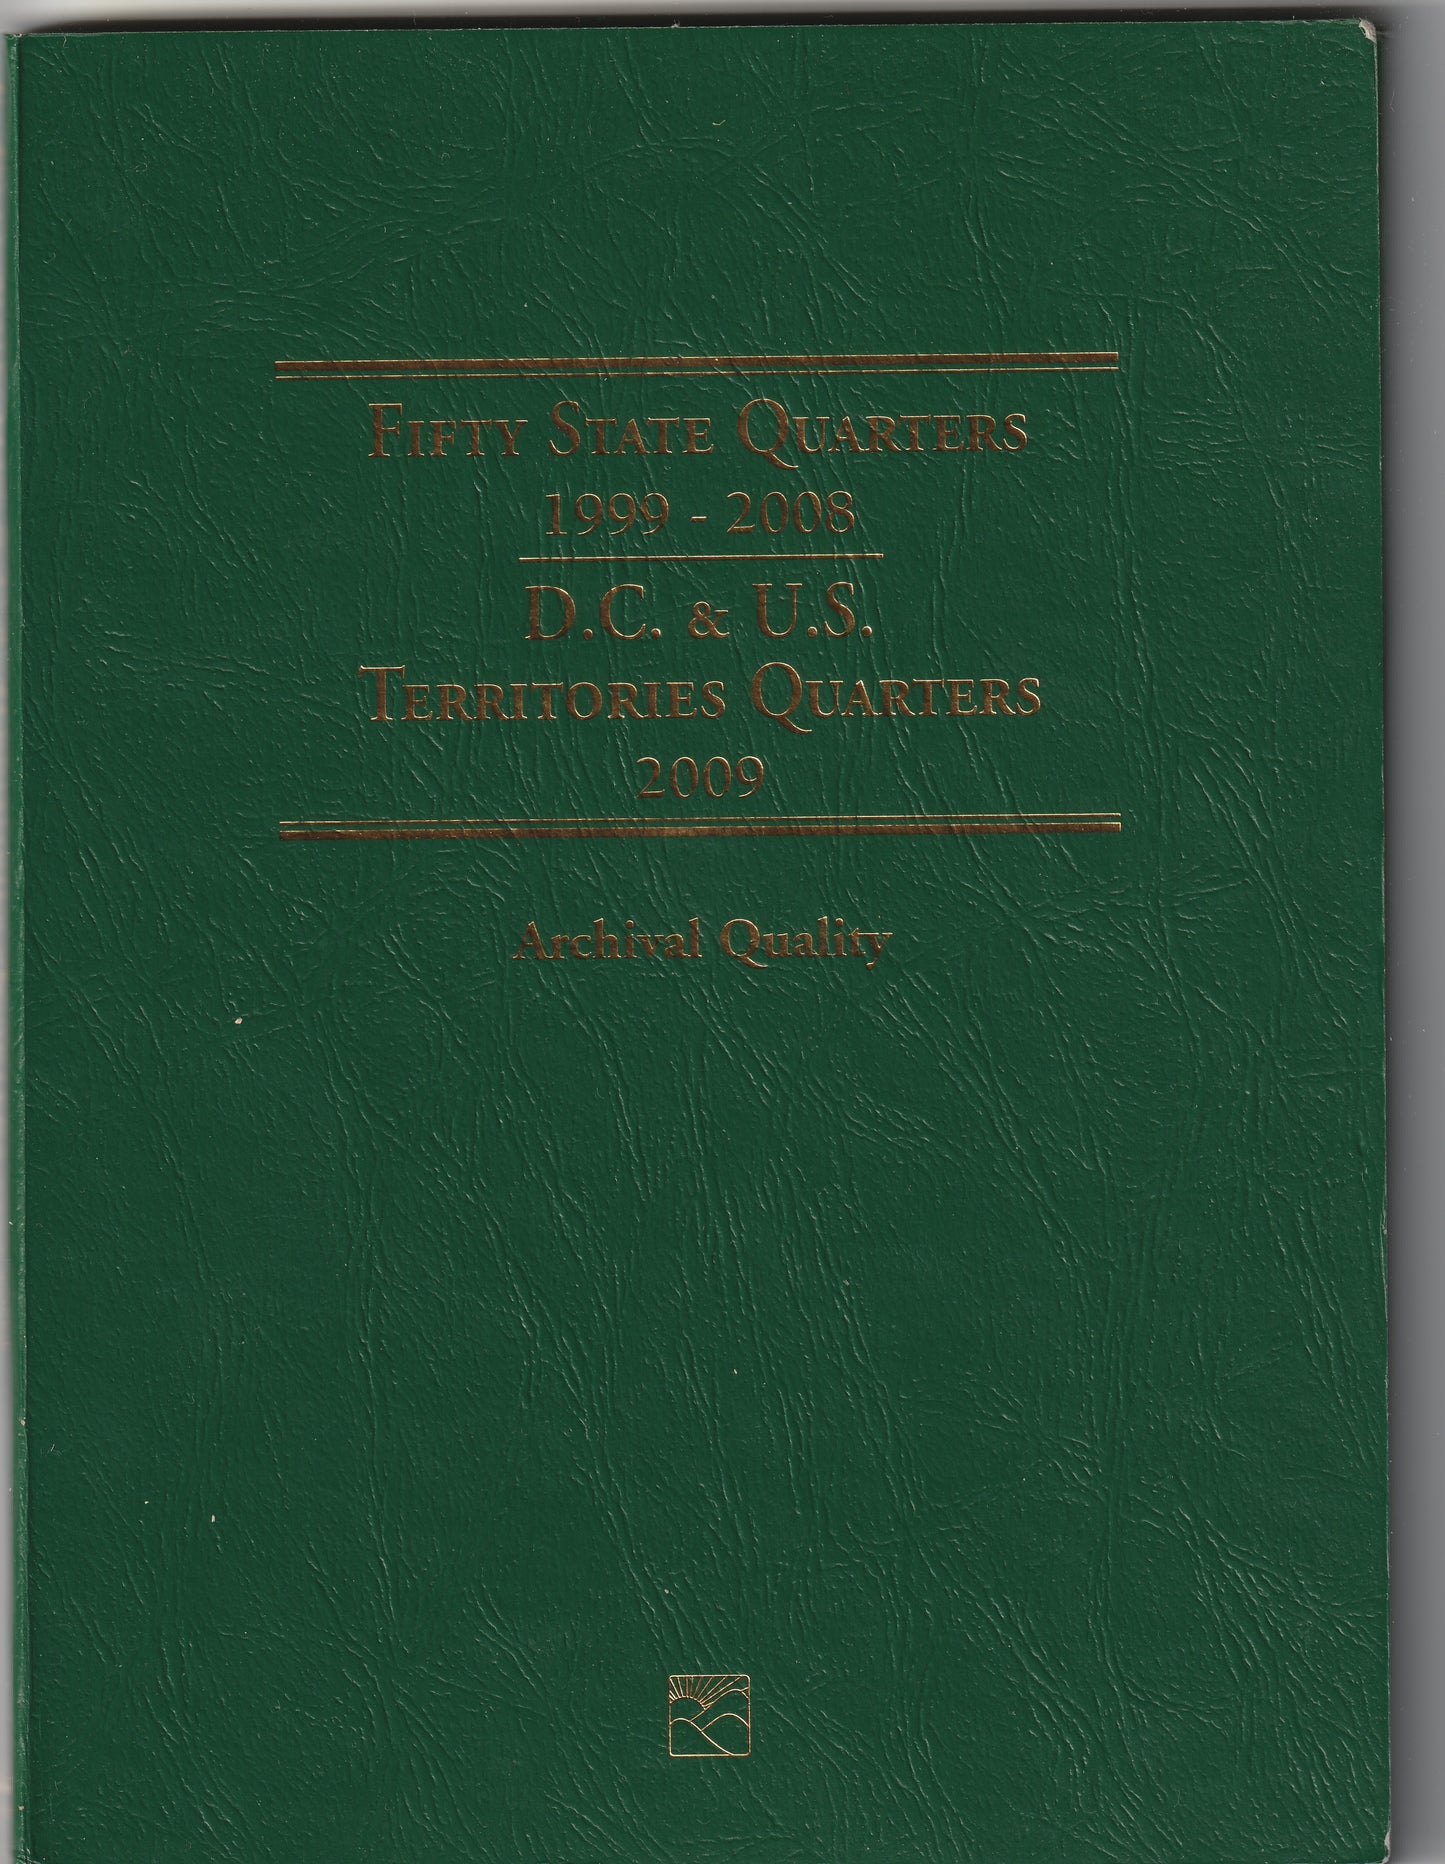 FIFTY STATE QUARTERS
1999 - 2008
D.C. & U.S.
TERRITORIES QUARTERS
2009
Archival Quality